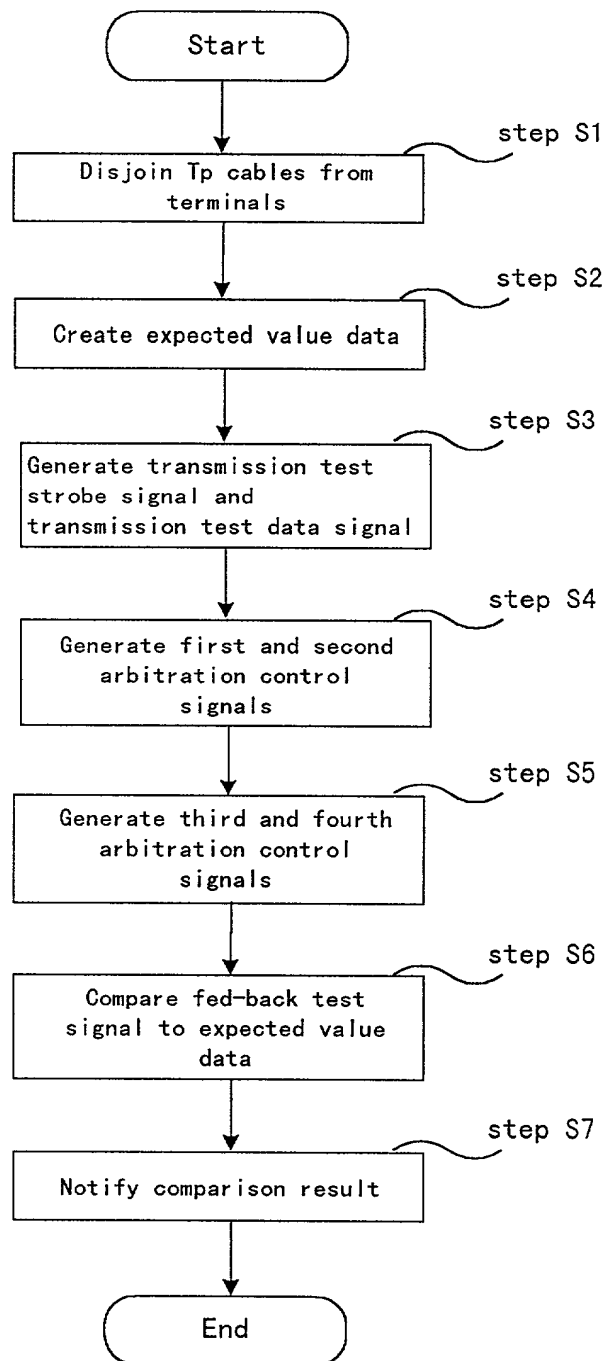 Start
step S1
Disjoin Tp cables from
terminals
step S2
Create expected value data
step S3
Generate transmission test
strobe signal and
transmission test data signal
step S4
Generate first and second
arbitration control
signals
step S5
Generate third and fourth
arbitration control
signals
step S6
Compare fed-back test
signal to expected value
data
step S7
Notify comparison result
End